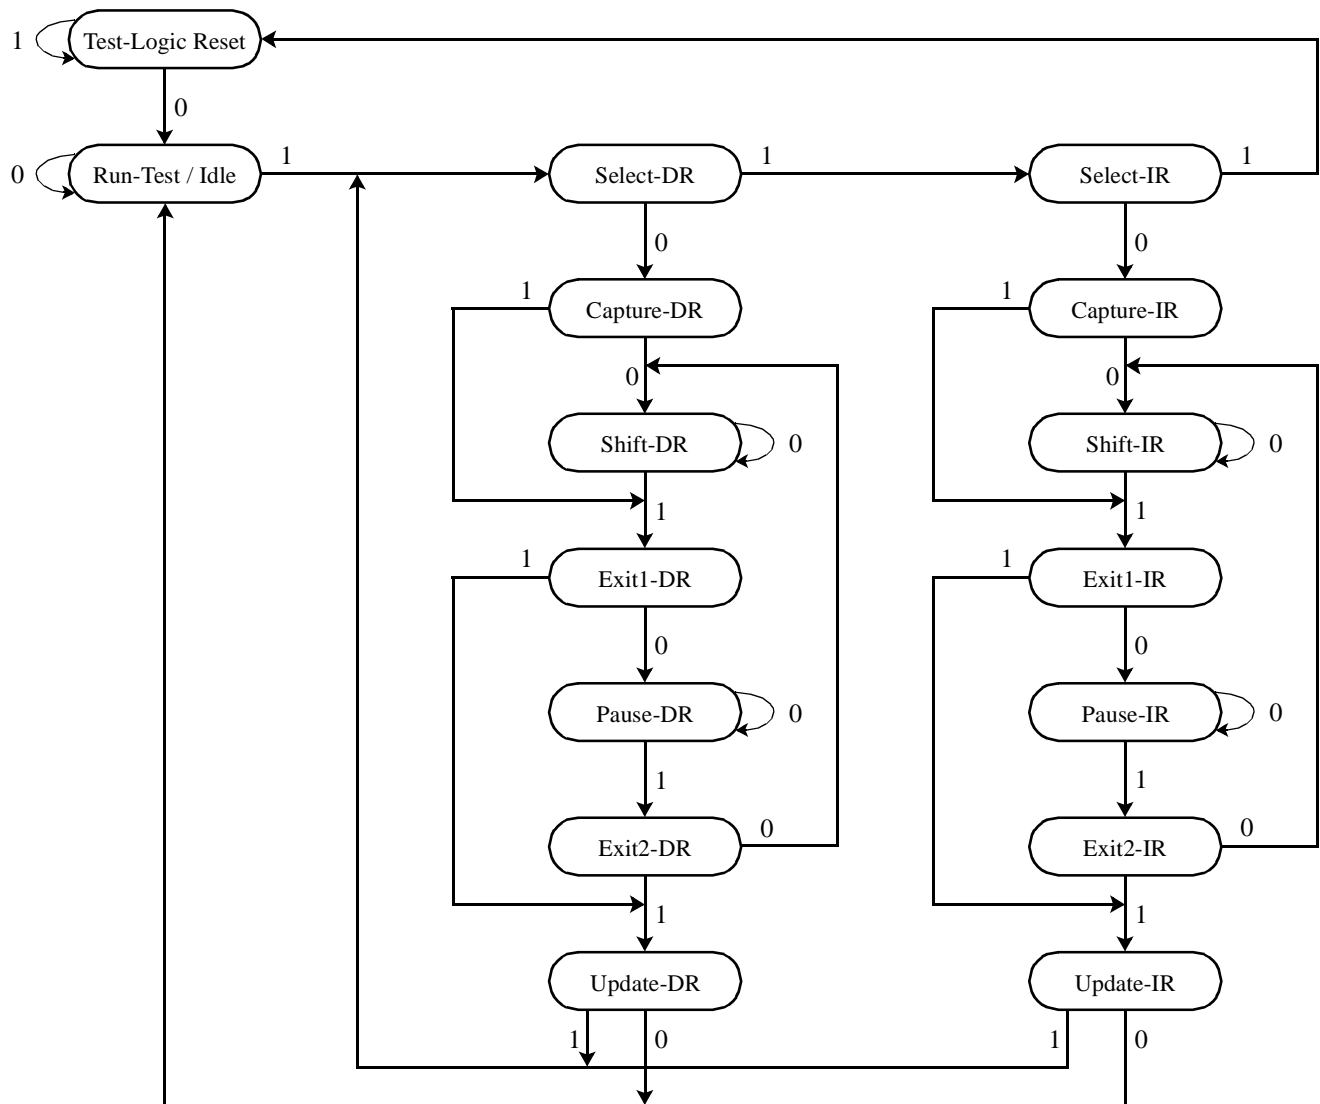 1
Test-Logic Reset
0
0
Run-Test / Idle
1
Select-DR
1
Select-IR
1
0
0
1
Capture-DR
1
Capture-IR
0
0
Shift-DR
0
Shift-IR
0
1
1
1
Exit1-DR
1
Exit1-IR
0
0
Pause-DR
0
Pause-IR
0
1
1
Exit2-DR
0
Exit2-IR
0
1
1
Update-DR
Update-IR
1
0
1
0